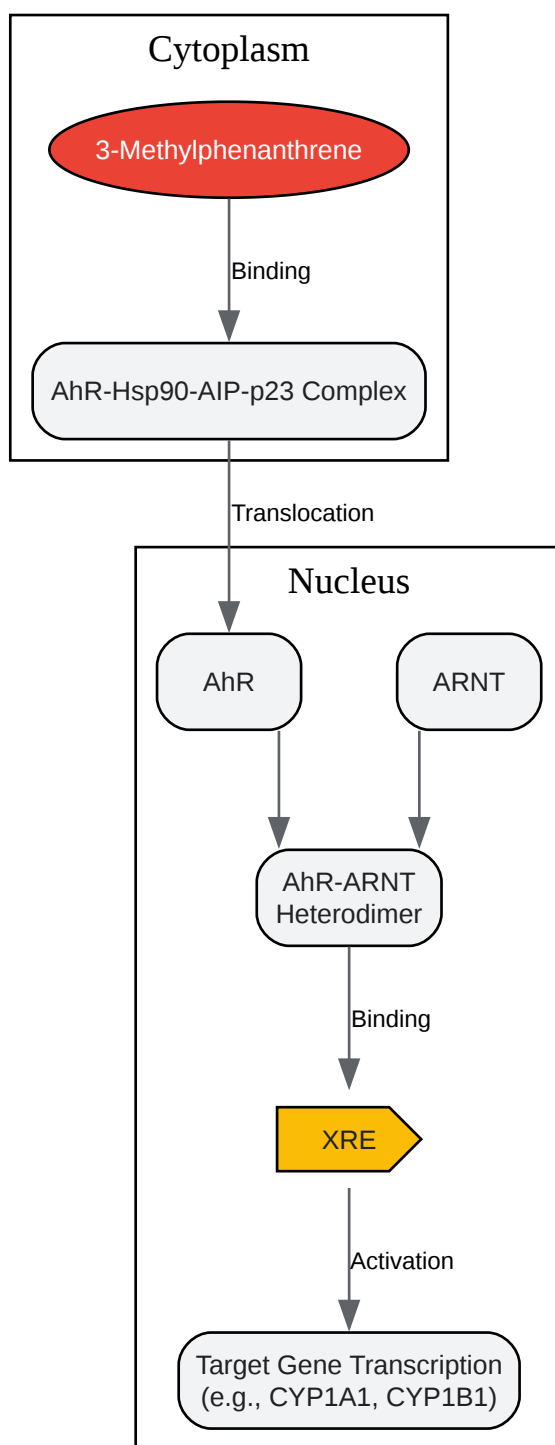 Cytoplasm
3-Methylphenanthrene
Binding
AhR-Hsp90-AIP-p23 Complex
Translocation
Nucleus
AhR
ARNT
AhR-ARNT
Heterodimer
Binding
XRE
Activation
Target Gene Transcription
(e.g., CYP1A1, CYP1B1)